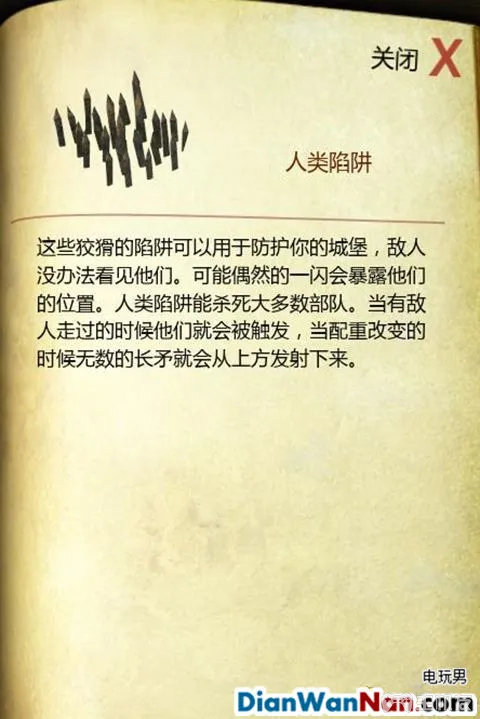 关闭 X
人类陷阱
这些狡猾的陷阱可以用于防护你的城堡，敌人
没办法看见他们。可能偶然的一闪会暴露他们
的位置。人类陷阱能杀死大多数部队。当有敌
人走过的时候他们就会被触发，当配重改变的
时候无数的长矛就会从上方发射下来。
电玩男
DianWanNan.com